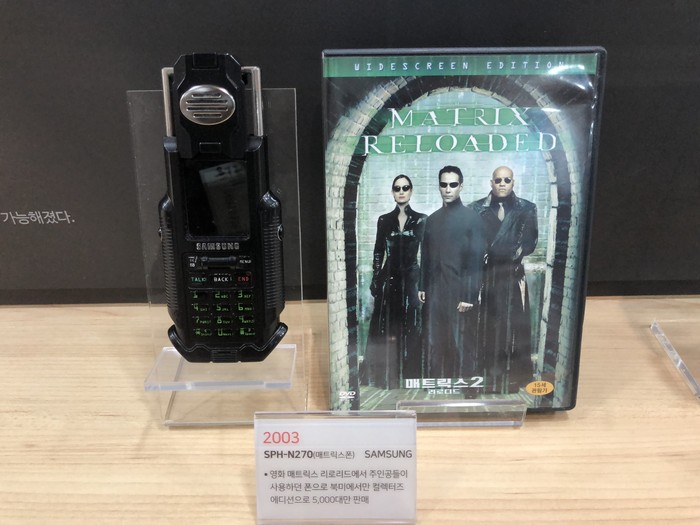 WIDESCREEN EDITION
MATRIX
RELOADED
가능해졌다.
SAMSUNG
TALK BACK END
매트릭스2
리로디드
DVD
15세
관람가
2003
SPH-N270(매트릭스폰) SAMSUNG
• 영화 매트릭스 리로리드에서 주인공들이
사용하던 폰으로 북미에서만 컬렉터즈
에디션으로 5,000대만 판매